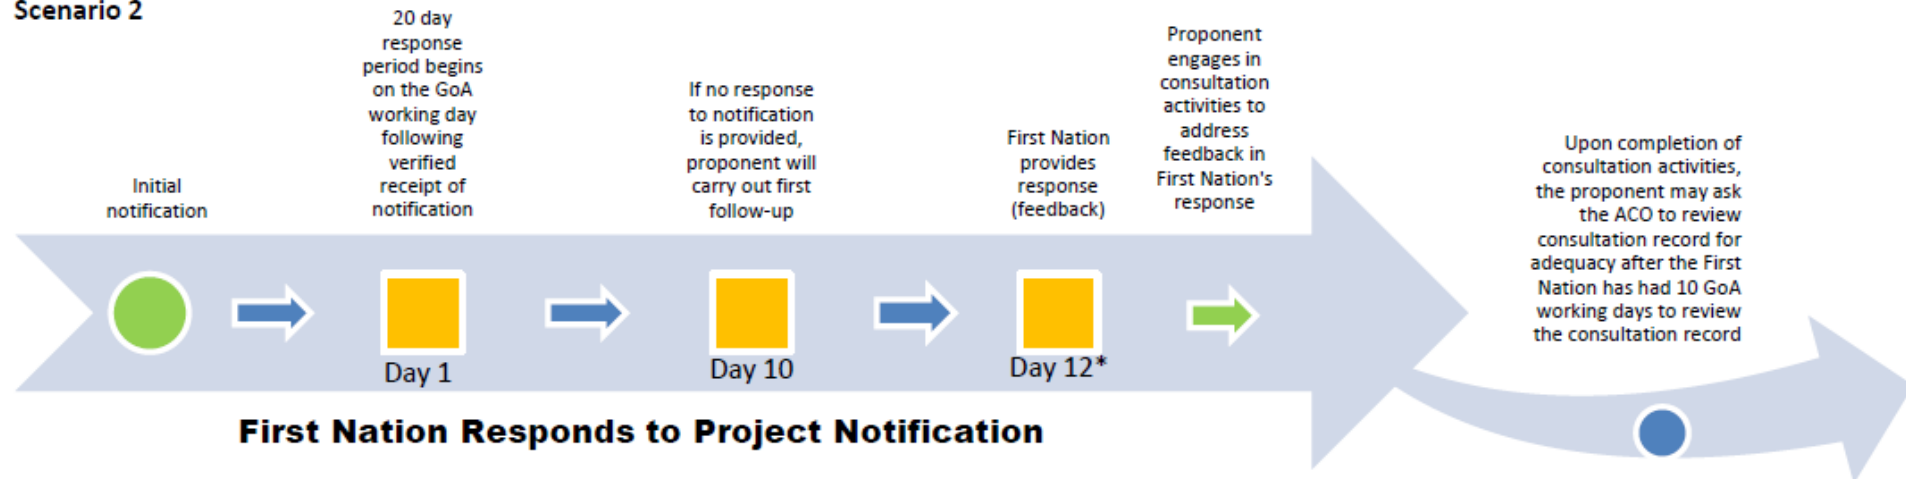 Scenario 2
Initial
notification
20 day
response
period begins
on the GoA
working day
following
verified
receipt of
notification
If no response
to notification
is provided,
proponent will
carry out first
follow-up
First Nation
provides
response
(feedback)
Proponent
engages in
consultation
activities to
address
feedback in
First Nation's
response
Upon completion of
consultation activities,
the proponent may ask
the ACO to review
consultation record for
adequacy after the First
Nation has had 10 GoA
working days to review
the consultation record
Day 1
Day 10
Day 12*
First Nation Responds to Project Notification